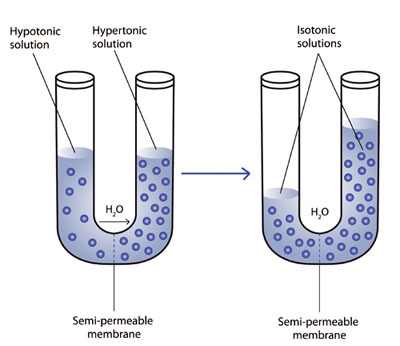 Hypotonic
solution
Hypertonic
solution
Isotonic
solutions
H₂O
H₂O
Semi-permeable
membrane
Semi-permeable
membrane